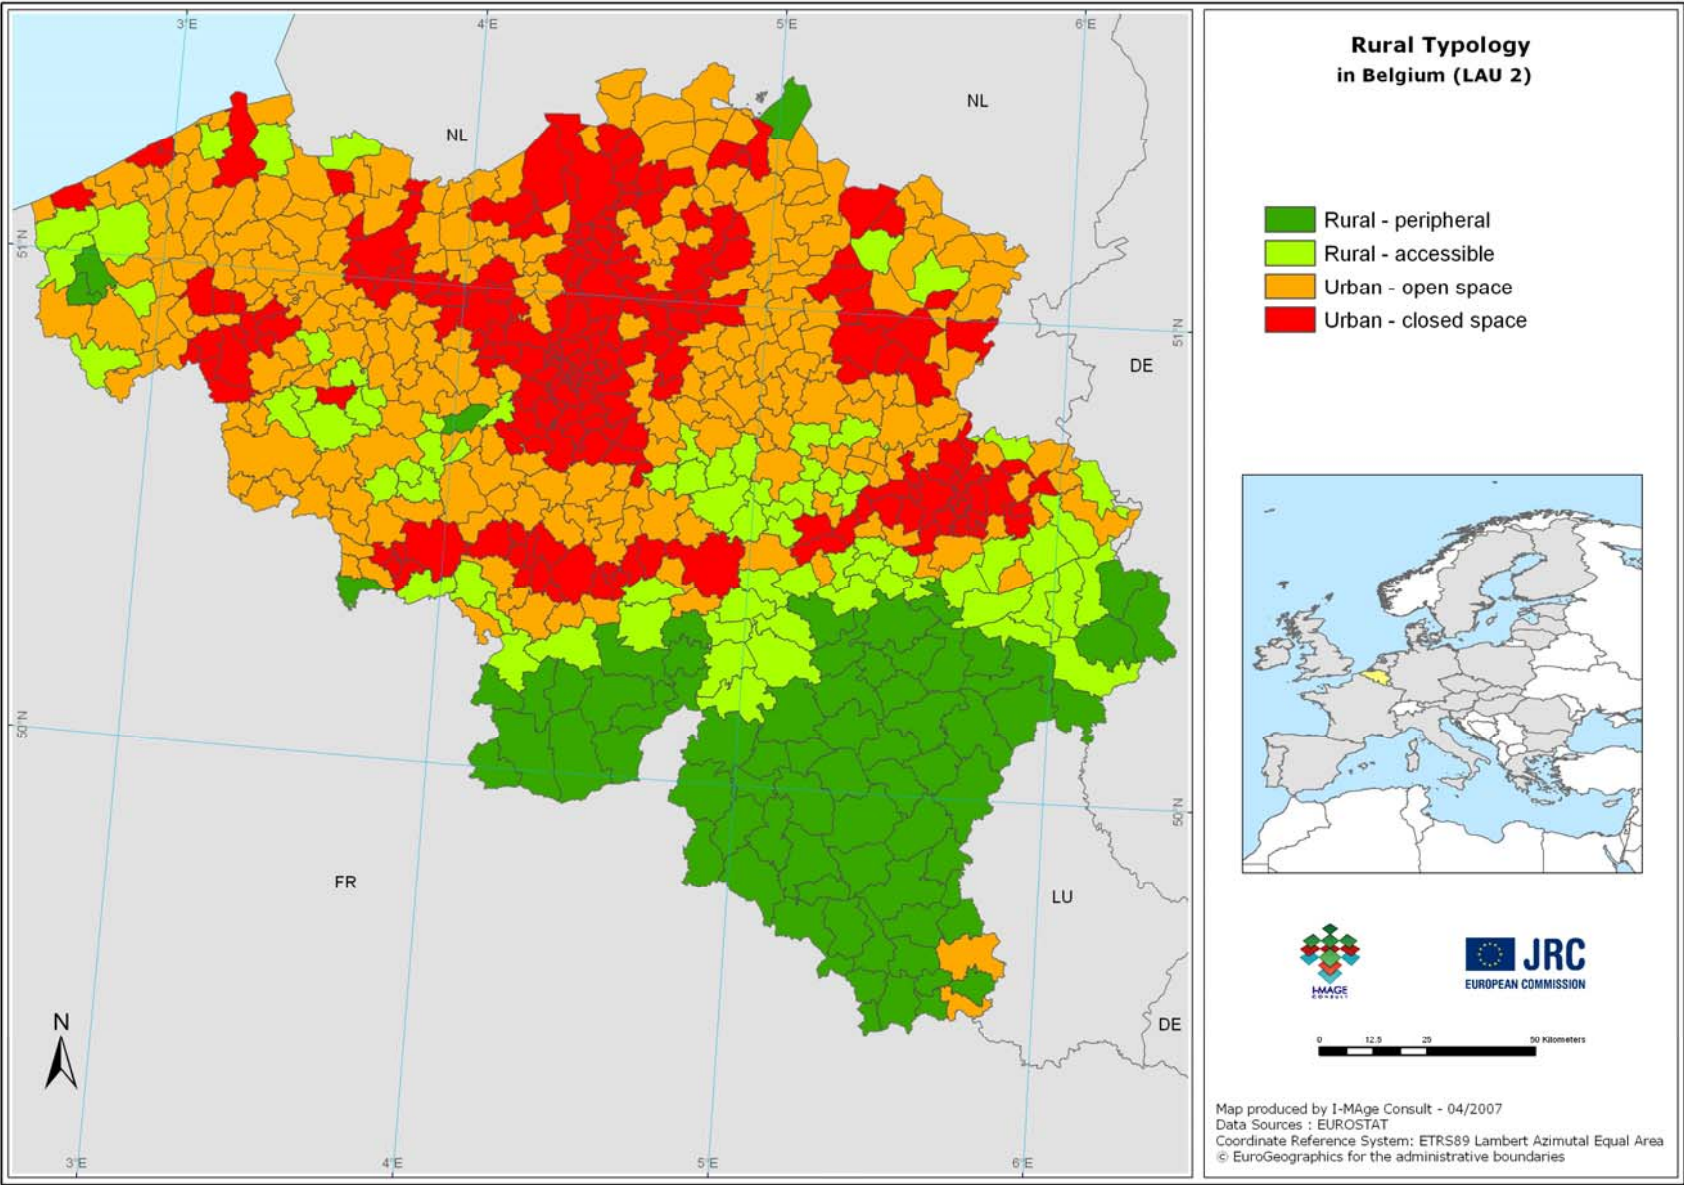 3°E
4°E
5°E
6°E
NL
NL
51°N
51°N
DE
50°N
50°N
FR
LU
DE
N
3°E
4°E
5°E
6°E
Rural Typology
in Belgium (LAU 2)
Rural - peripheral
Rural - accessible
Urban - open space
Urban - closed space
I-MAGE
CONSULT
JRC
EUROPEAN COMMISSION
0 12.5 25 50 Kilometers
Map produced by I-MAge Consult - 04/2007
Data Sources : EUROSTAT
Coordinate Reference System: ETRS89 Lambert Azimutal Equal Area
© EuroGeographics for the administrative boundaries